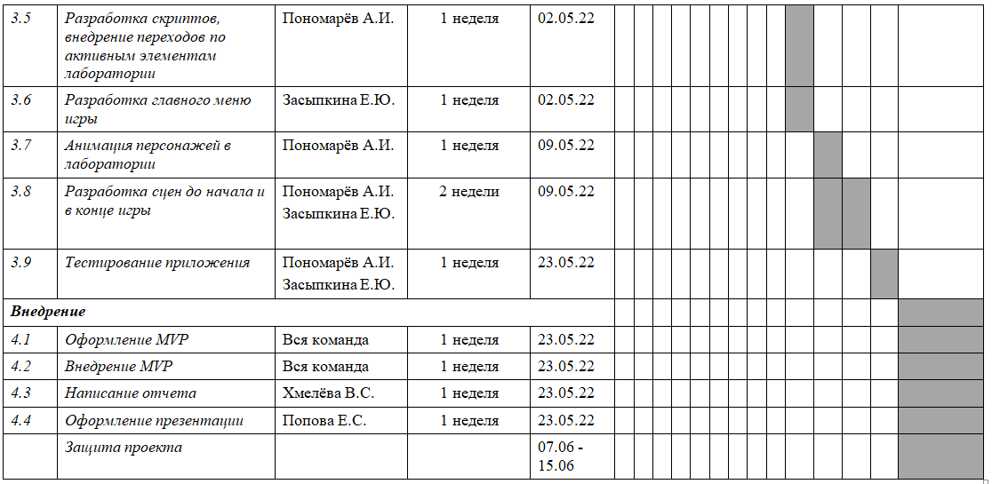 3.5 Разработка скриптов, Пономарёв А.И. 1 неделя 02.05.22
внедрение переходов по
активным элементам
лаборатории
3.6 Разработка главного меню Засыпкина Е.Ю. 1 неделя 02.05.22
игры
3.7 Анимация персонажей в Пономарёв А.И. 1 неделя 09.05.22
лаборатории
3.8 Разработка сцен до начала и Пономарёв А.И. 2 недели 09.05.22
в конце игры Засыпкина Е.Ю.
3.9 Тестирование приложения Пономарёв А.И. 1 неделя 23.05.22
Засыпкина Е.Ю.
Внедрение
4.1 Оформление MVP Вся команда 1 неделя 23.05.22
4.2 Внедрение MVP Вся команда 1 неделя 23.05.22
4.3 Написание отчета Хмелёва В.С. 1 неделя 23.05.22
4.4 Оформление презентации Попова Е.С. 1 неделя 23.05.22
Защита проекта 07.06 -
15.06